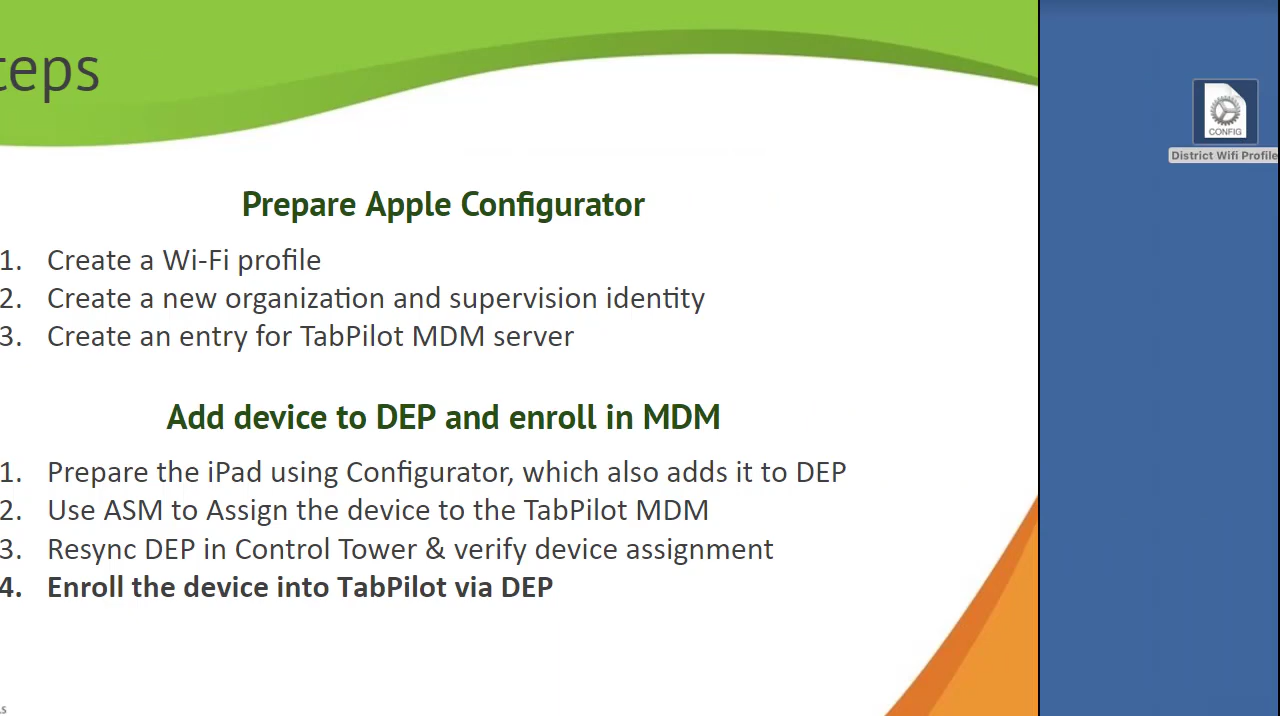 teps
CONFIG
District Wifi Profile
Prepare Apple Configurator
1. Create a Wi-Fi profile
2. Create a new organization and supervision identity
3. Create an entry for TabPilot MDM server
Add device to DEP and enroll in MDM
1. Prepare the iPad using Configurator, which also adds it to DEP
2. Use ASM to Assign the device to the TabPilot MDM
3. Resync DEP in Control Tower & verify device assignment
4. Enroll the device into TabPilot via DEP